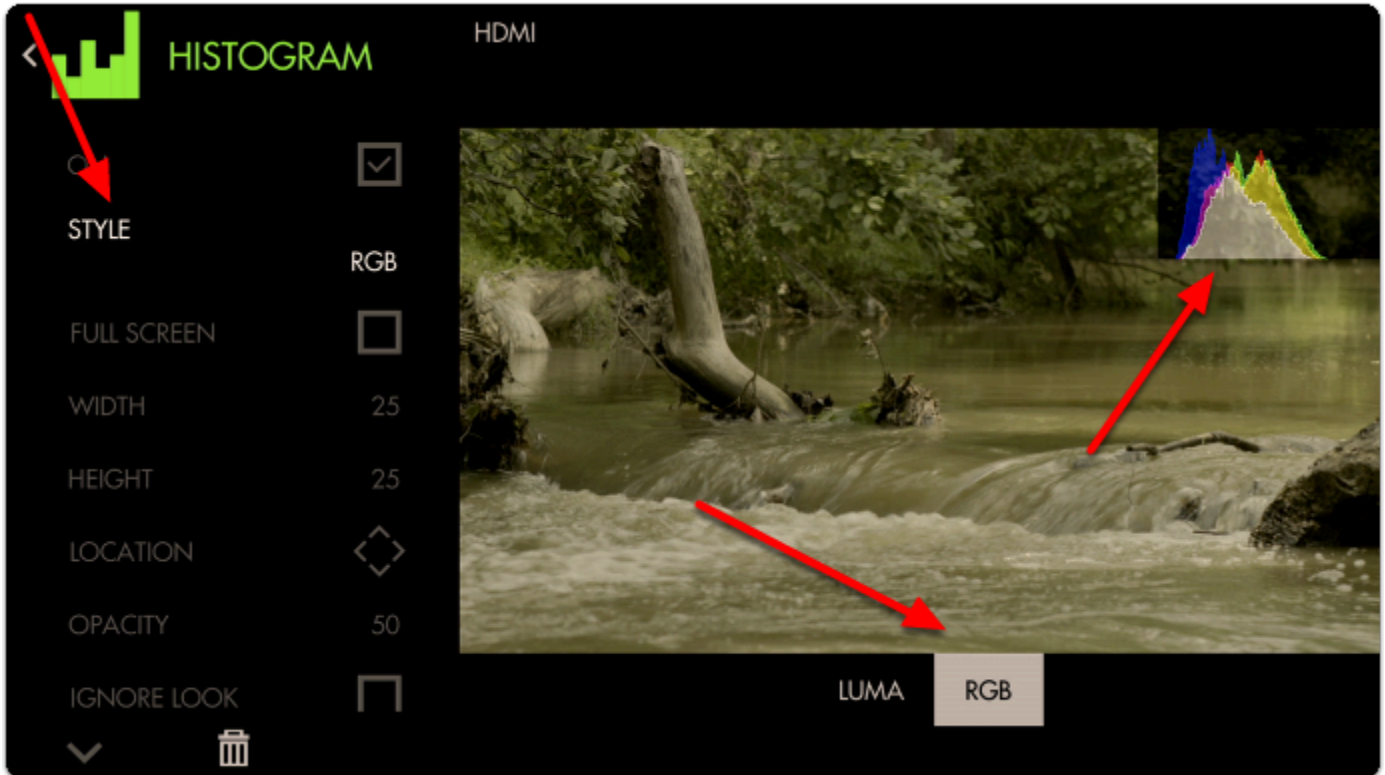 HISTOGRAM
HDMI
STYLE
RGB
FULL SCREEN
WIDTH 25
HEIGHT 25
LOCATION
OPACITY 50
IGNORE LOOK
LUMA RGB